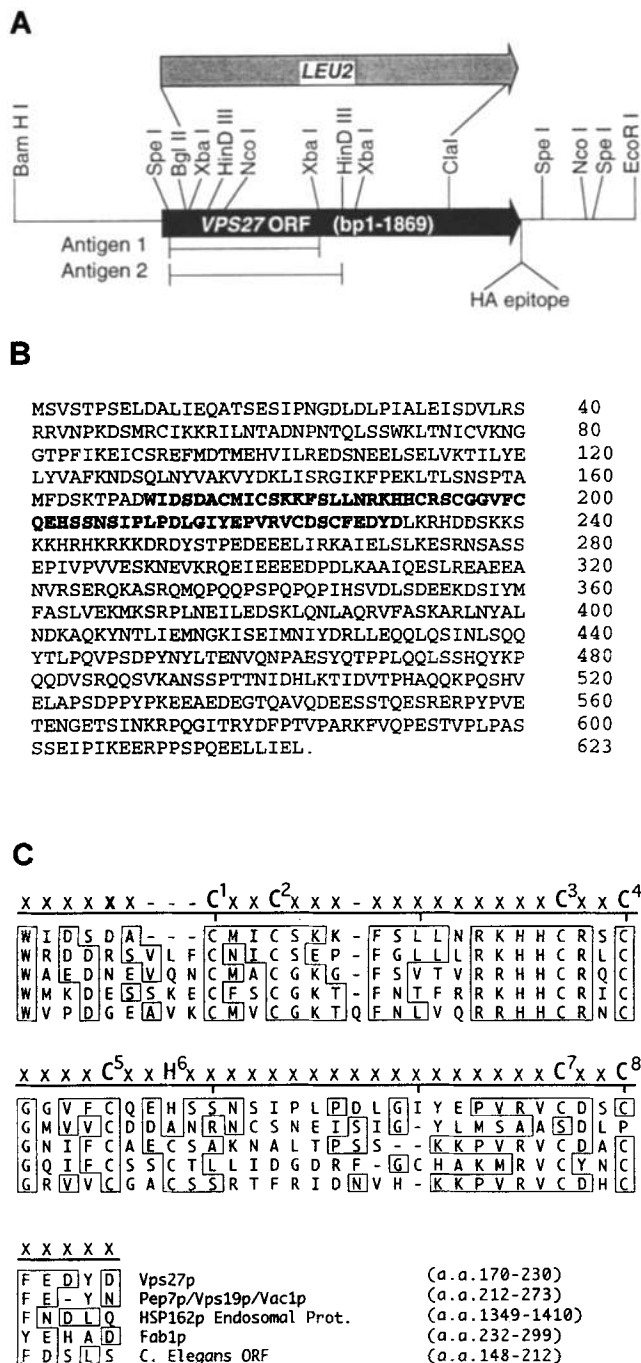 A
LEU2
Bam H I
Spe I
Bgl II
Xba I
HinD III
Nco I
Xba I
HinD III
Xba I
ClaI
Spe I
Nco I
Spe I
EcoR I
VPS27 ORF (bp1-1869)
Antigen 1
Antigen 2
HA epitope
B
MSVSTPSELDALIEQATSESIPNGDLDLPIALEISDVLRS 40
RRVNPKDSMRCIKKRILNTADNPNTQLSSWKLTNICVKNG 80
GTPFIKEICSREFMDTMEHVILREDSNEELSELVKTILYE 120
LYVAFKNDSQLNYVAKVYDKLISRGIKFPEKLTLSNSPTA 160
MFDSKTPADWIDSDACMICSKKFSLLNRKHHCRSCGGVFC 200
QEHSSNSIPLPDLGIYEPVRVCDSCFEDYDLKRHDDSKKS 240
KKHRHKRKKDRDYSTPEDEEELIRKAIELSLKESRNSASS 280
EPIVPVVESKNEVKRQEIEEEEDPDLKAAIQESLREAEEA 320
NVRSERQKASRQMQPQQPSPQPQPIHSVDLSDEEKDSIYM 360
FASLVEKMKSRPLNEILEDSKLQNLAQRVFASKARLNYAL 400
NDKAQKYNTLIEMNGKISEIMNIYDRLLEQQLQSINLSQQ 440
YTLPQVPSDPYNYLTENVQNPAESYQTPPLQQLSSHQYKP 480
QQDVSRQQSVKANSSPTTNIDHLKTIDVTPHAQQKPQSHV 520
ELAPSDPPYPKEEAEDEGTQAVQDEESSTQESRERPYPVE 560
TENGETSINKRPQGITRYDFPTVPARKFVQPESTVPLPAS 600
SSEIPIKEERPPSPQEELLIEL. 623
C
X X X X X X - - - C1 X X C2 X X X - X X X X X X X C3 X X C4
W I D S D A - - - C M I C S K K - F S L L N R K H H C R S C
W R D D R S V L F C N I C S E P - F G L L L R K H H C R S C
W A E D N E V Q N C M A C G K G - F S V T V R R H H C R Q C
W M K D E S S K E C F S C G K T - F N T F R R K H H C R I C
W V P D G E A V K C M V C G K T Q F N L V Q R R H H C R N C
X X X X C5 X X H6 X X X X X X X X X X X X X X X X X X C7 X X C8
G G V F C Q E H S S N S I P L P D L G I Y E P V R V C D S C
G M V V C D D A N R N C S N E I S I G - Y L M S A A S D L P
G N I F C A E C S A K N A L T P S S - - K K P V R V C D A C
G Q I F C S S C T L L I D G D R F - G C H A K M R V C Y N C
G R V V C G A C S S R T F R I D N V H - K K P V R V C D H C
X X X X X
F E D Y D Vps27p (a.a.170-230)
F E - Y N Pep7p/Vps19p/Vac1p (a.a.212-273)
F N D L Q HSP162p Endosomal Prot. (a.a.1349-1410)
Y E H A D Fab1p (a.a.232-299)
F D S L S C. Elegans ORF (a.a.148-212)